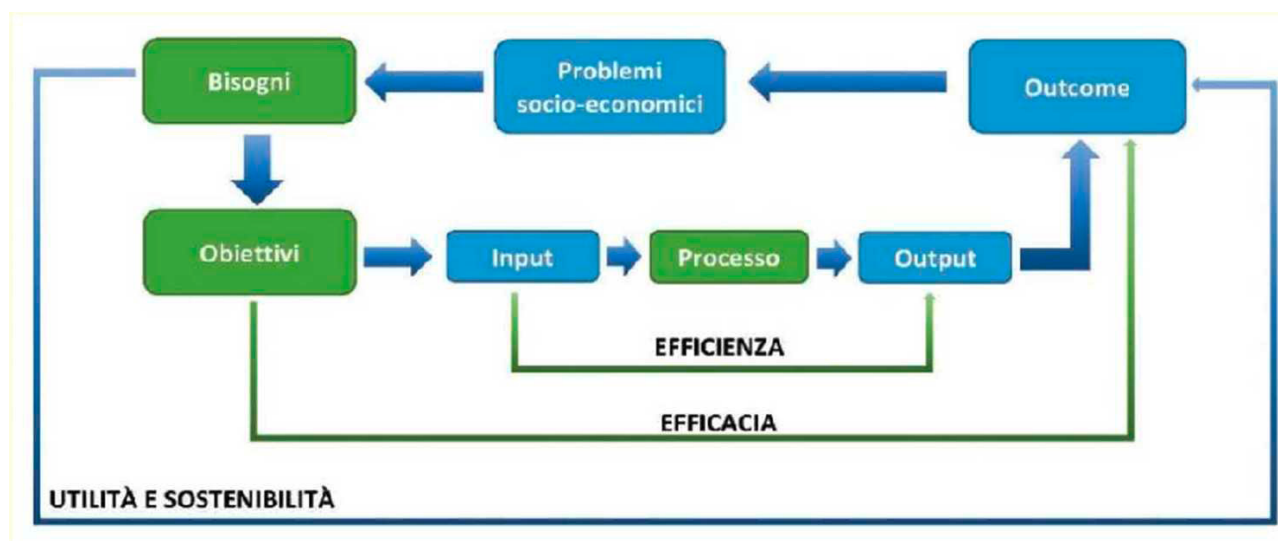 Bisogni
Problemi
socio-economici
Outcome
Obiettivi
Input
Processo
Output
EFFICIENZA
EFFICACIA
UTILITÀ E SOSTENIBILITÀ